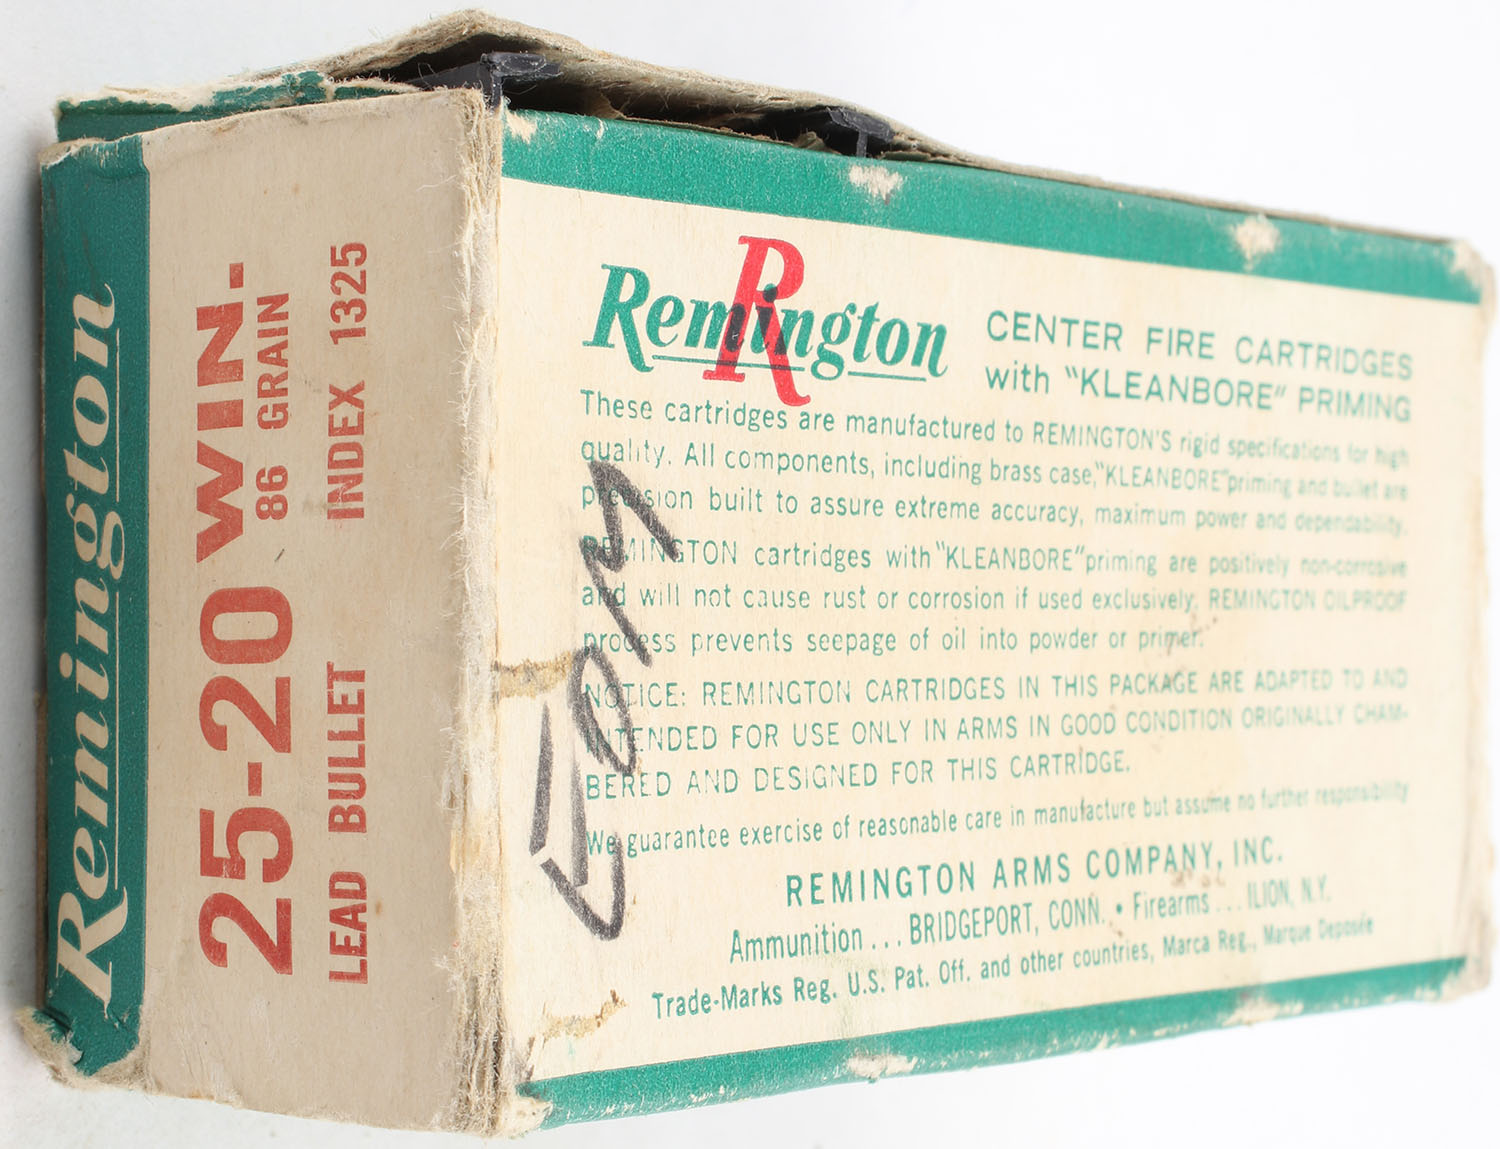 Remington
25-20 WIN.
86 GRAIN
LEAD BULLET INDEX 1325
R
Remington
CENTER FIRE CARTRIDGES
with "KLEANBORE" PRIMING
These cartridges are manufactured to REMINGTON'S rigid specifications for high
quality. All components, including brass case, "KLEANBORE" priming and bullet are
precision built to assure extreme accuracy, maximum power and dependability.
REMINGTON cartridges with "KLEANBORE" priming are positively non-corrosive
and will not cause rust or corrosion if used exclusively. REMINGTON OILPROOF
process prevents seepage of oil into powder or primer.
NOTICE: REMINGTON CARTRIDGES IN THIS PACKAGE ARE ADAPTED TO AND
INTENDED FOR USE ONLY IN ARMS IN GOOD CONDITION ORIGINALLY CHAM-
BERED AND DESIGNED FOR THIS CARTRIDGE.
We guarantee exercise of reasonable care in manufacture but assume no further responsibility
REMINGTON ARMS COMPANY, INC.
Ammunition ... BRIDGEPORT, CONN. • Firearms ... ILION, N.Y.
Trade-Marks Reg. U.S. Pat. Off. and other countries, Marca Reg., Marque Deposée